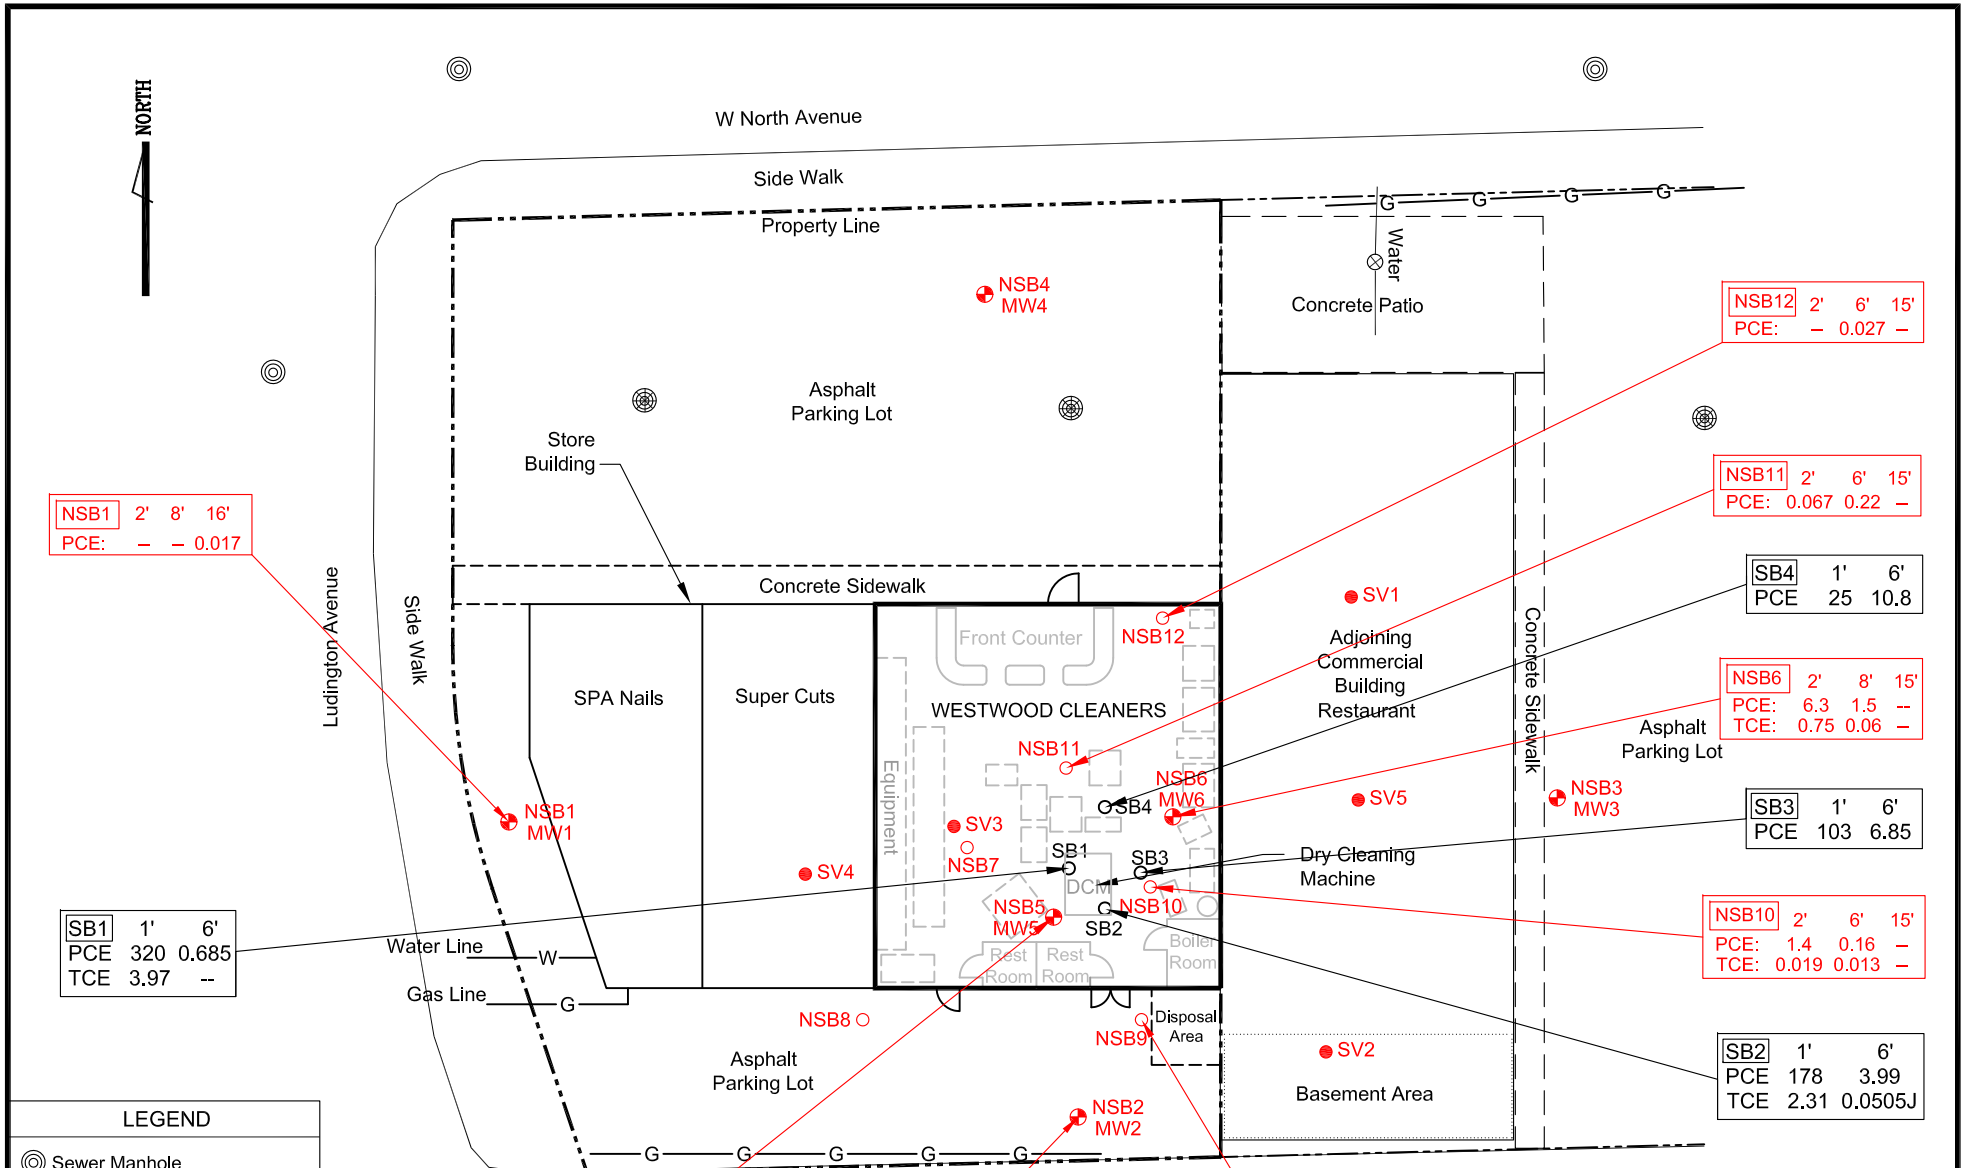 NORTH
W North Avenue
Side Walk
Property Line
G G G G
Water
Concrete Patio
NSB4
MW4
NSB12 2' 6' 15'
PCE: – 0.027 –
Asphalt
Parking Lot
Store
Building
NSB11 2' 6' 15'
PCE: 0.067 0.22 –
NSB1 2' 8' 16'
PCE: – – 0.017
SB4 1' 6'
PCE 25 10.8
Ludington Avenue
Side Walk
Concrete Sidewalk
Front Counter
NSB12
SV1
Adjoining
Commercial
Building
Restaurant
Concrete Sidewalk
SPA Nails
Super Cuts
WESTWOOD CLEANERS
NSB6 2' 8' 15'
PCE: 6.3 1.5 --
TCE: 0.75 0.06 –
Asphalt
Parking Lot
NSB11
Equipment
NSB6
MW6
SB4
SV5
NSB3
MW3
NSB1
MW1
SV3
NSB7
SB3 1' 6'
PCE 103 6.85
SB1
SB3
DCM
Dry Cleaning
Machine
SV4
NSB5
MW5
NSB10
SB2
NSB10 2' 6' 15'
PCE: 1.4 0.16 –
TCE: 0.019 0.013 –
SB1 1' 6'
PCE 320 0.685
TCE 3.97 --
Water Line
W
Rest
Room
Rest
Room
Boiler
Room
Gas Line
G
NSB8
NSB9
Disposal
Area
SV2
Basement Area
SB2 1' 6'
PCE 178 3.99
TCE 2.31 0.0505J
Asphalt
Parking Lot
NSB2
MW2
G G G G G
LEGEND
Sewer Manhole